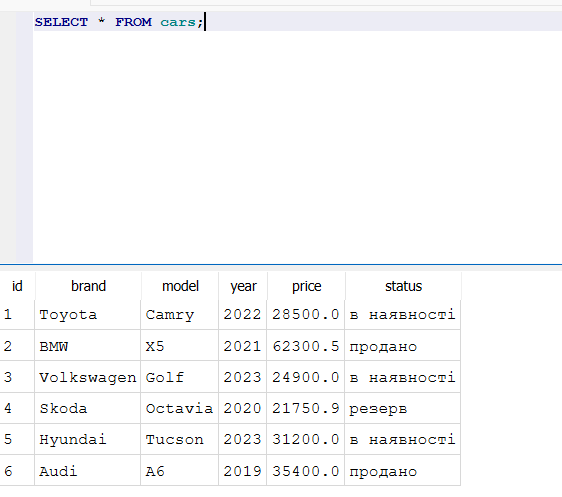 SELECT * FROM cars;
id brand model year price status
1 Toyota Camry 2022 28500.0 в наявності
2 BMW X5 2021 62300.5 продано
3 Volkswagen Golf 2023 24900.0 в наявності
4 Skoda Octavia 2020 21750.9 резерв
5 Hyundai Tucson 2023 31200.0 в наявності
6 Audi A6 2019 35400.0 продано